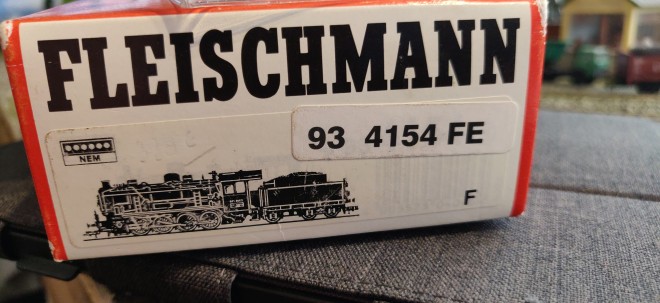 FLEISCHMANN
93 4154 FE
NEM
F